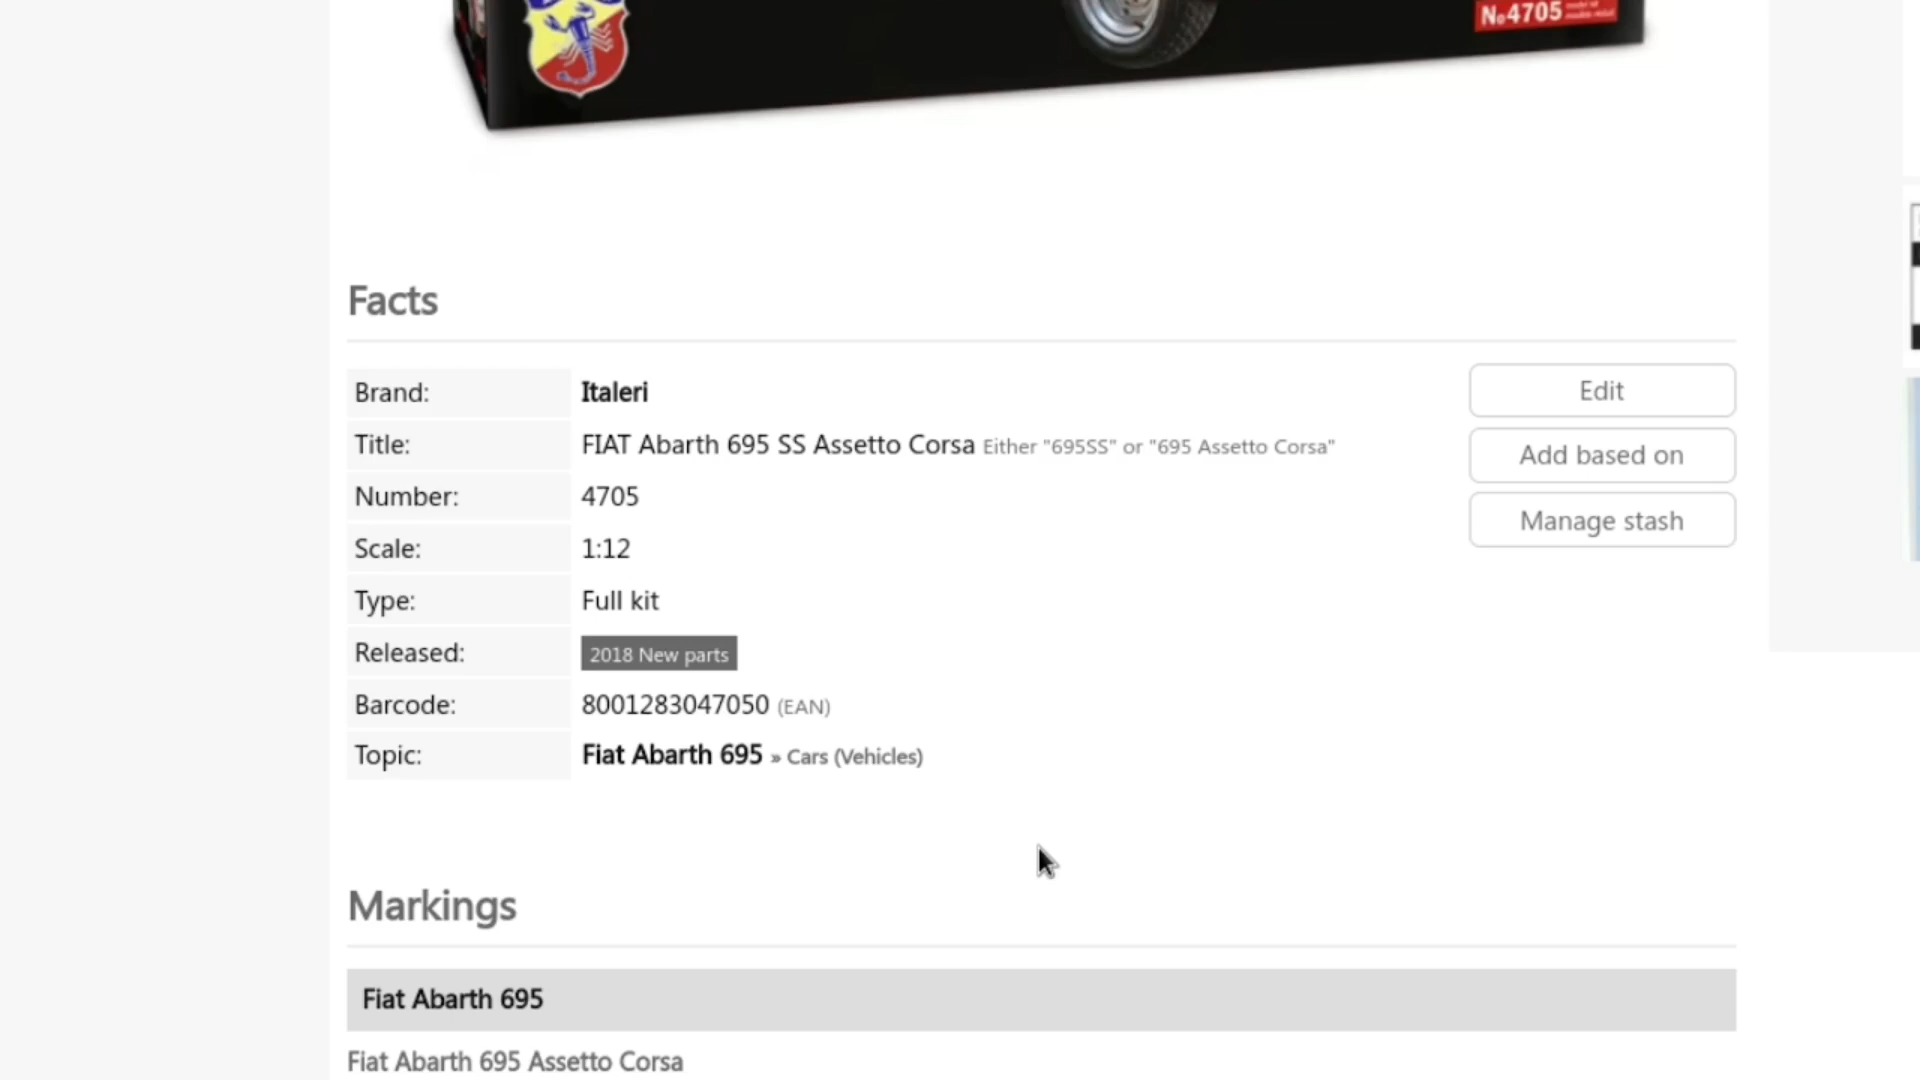 No4705
Facts
Brand: Italeri
Title: FIAT Abarth 695 SS Assetto Corsa Either "695SS" or "695 Assetto Corsa"
Number: 4705
Scale: 1:12
Type: Full kit
Released: 2018 New parts
Barcode: 8001283047050 (EAN)
Topic: Fiat Abarth 695 » Cars (Vehicles)
Edit
Add based on
Manage stash
Markings
Fiat Abarth 695
Fiat Abarth 695 Assetto Corsa